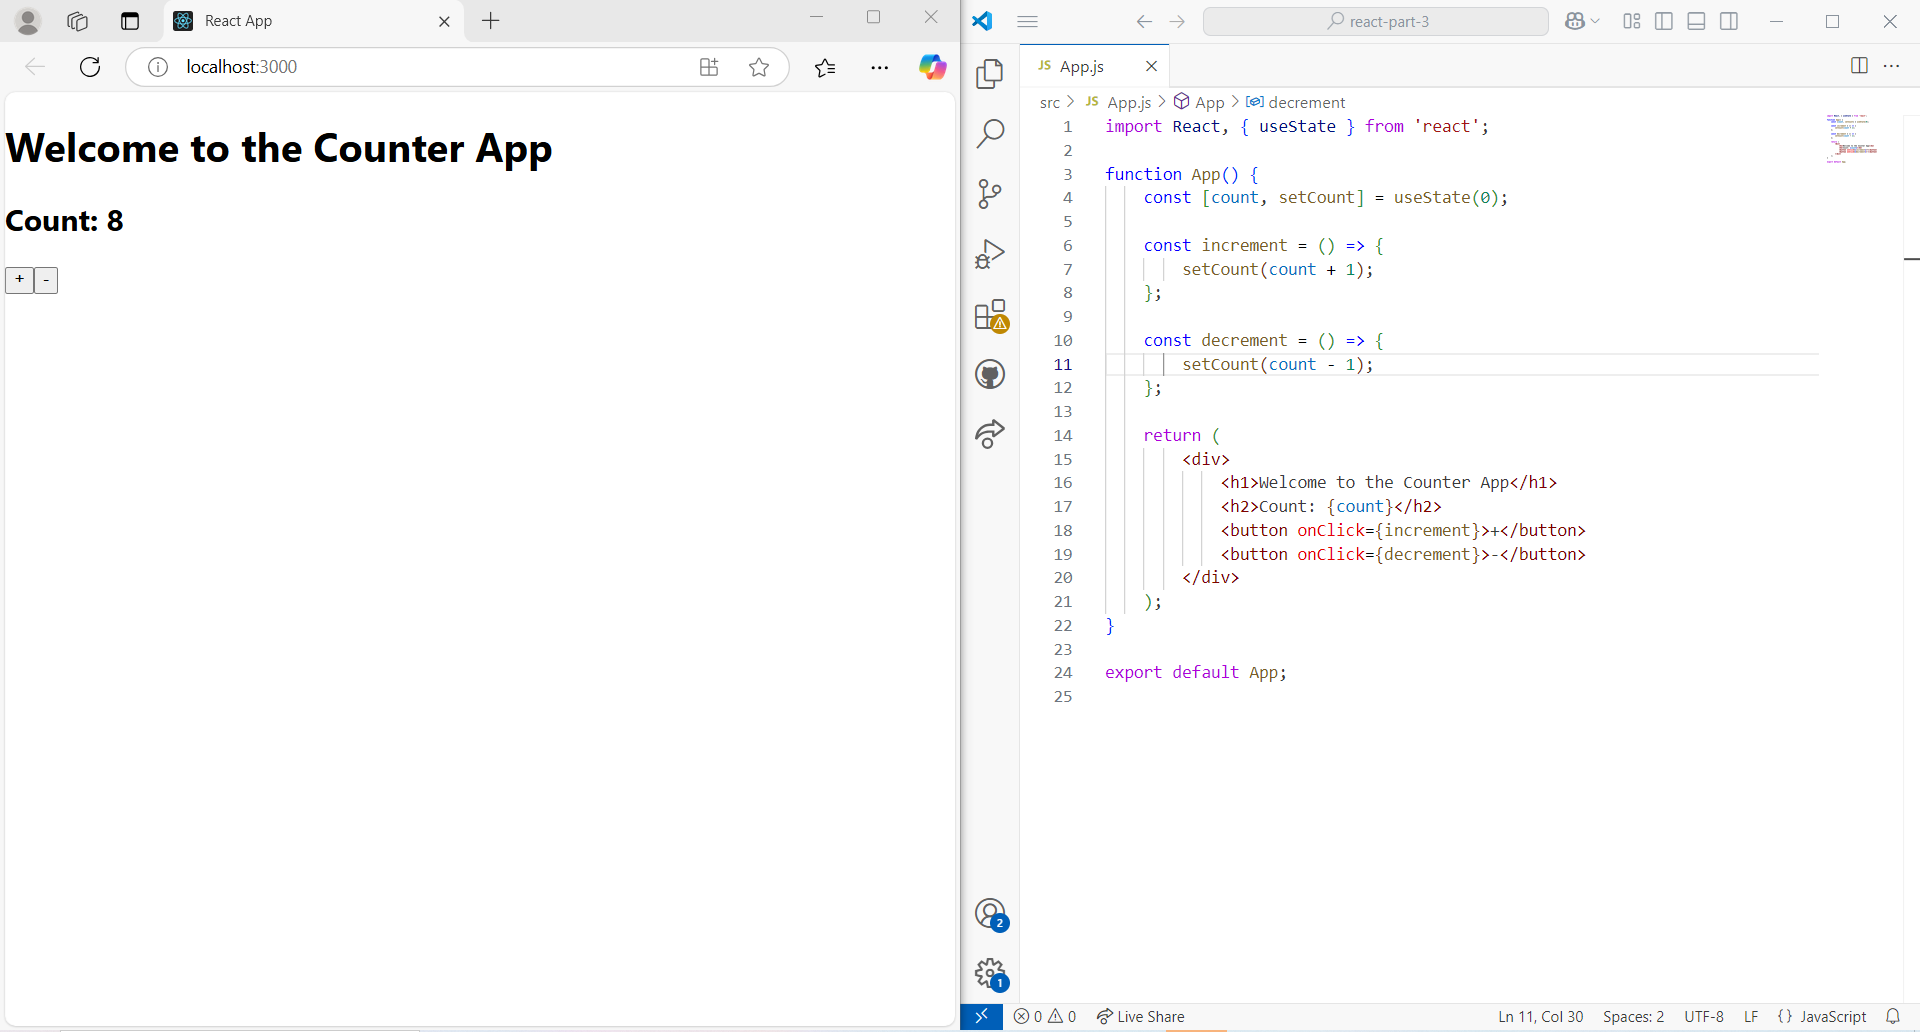 React App
localhost:3000
Welcome to the Counter App
Count: 8
+ -
react-part-3
JS App.js
src > JS App.js > App > decrement
1 import React, { useState } from 'react';
2
3 function App() {
4 const [count, setCount] = useState(0);
5
6 const increment = () => {
7 setCount(count + 1);
8 };
9
10 const decrement = () => {
11 setCount(count - 1);
12 };
13
14 return (
15 <div>
16 <h1>Welcome to the Counter App</h1>
17 <h2>Count: {count}</h2>
18 <button onClick={increment}>+</button>
19 <button onClick={decrement}>-</button>
20 </div>
21 );
22 }
23
24 export default App;
25
2
1
0 0 Live Share Ln 11, Col 30 Spaces: 2 UTF-8 LF {} JavaScript